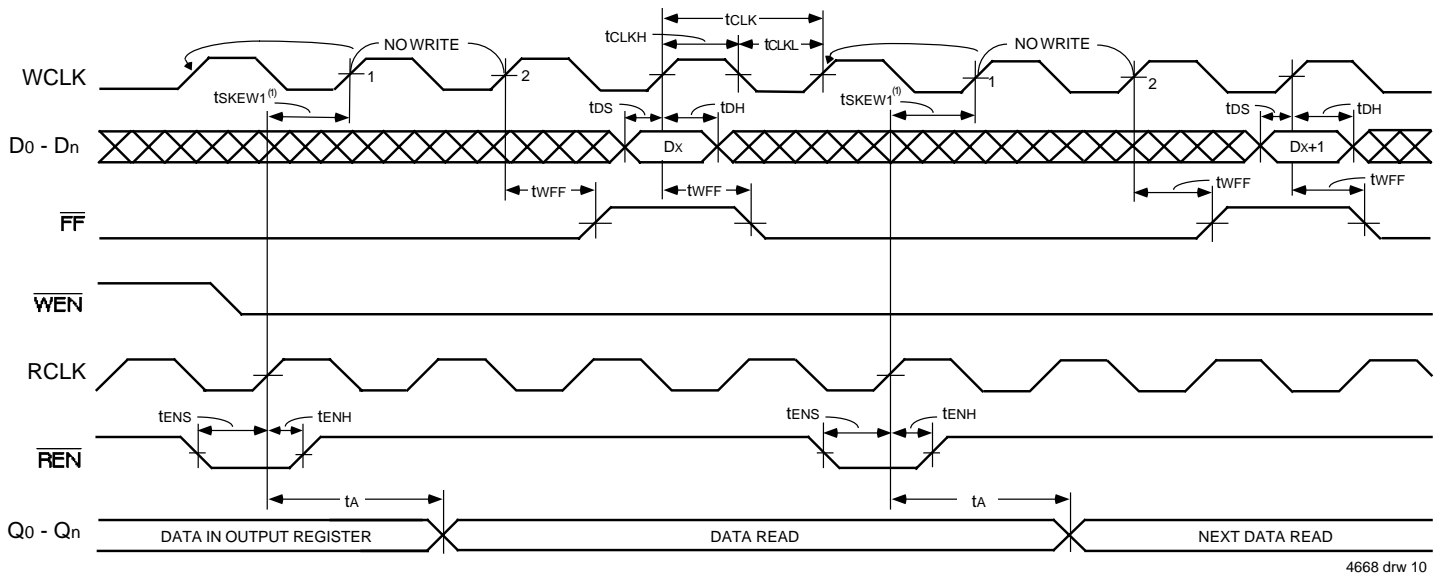 tCLK
tCLKH tCLKL
NO WRITE NO WRITE
WCLK 1 2 1 2
tSKEW1(1) tDS tDH tSKEW1(1) tDS tDH
D0 - Dn DX DX+1
tWFF tWFF tWFF tWFF
FF
WEN
RCLK
tENS tENH tENS tENH
REN
tA tA
Q0 - Qn DATA IN OUTPUT REGISTER DATA READ NEXT DATA READ
4668 drw 10